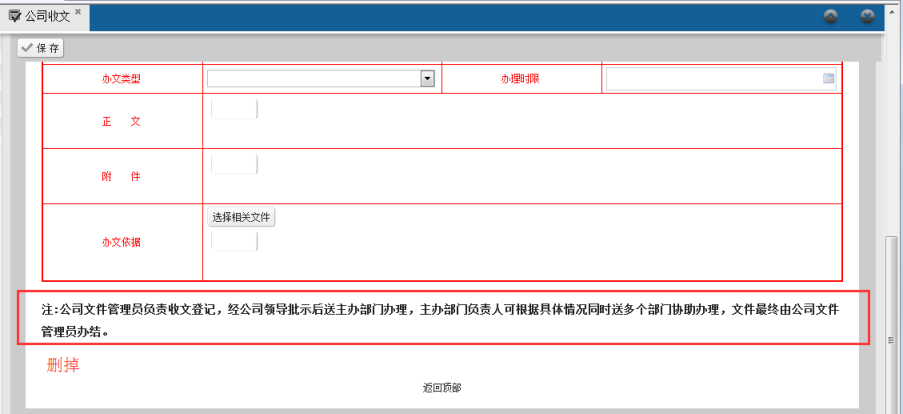 公司收文 ×
保存
办文类型 办理时限
正 文
附 件
选择相关文件
办文依据
注:公司文件管理员负责收文登记，经公司领导批示后送主办部门办理，主办部门负责人可根据具体情况同时送多个部门协助办理，文件最终由公司文件
管理员办结。
删掉
返回顶部